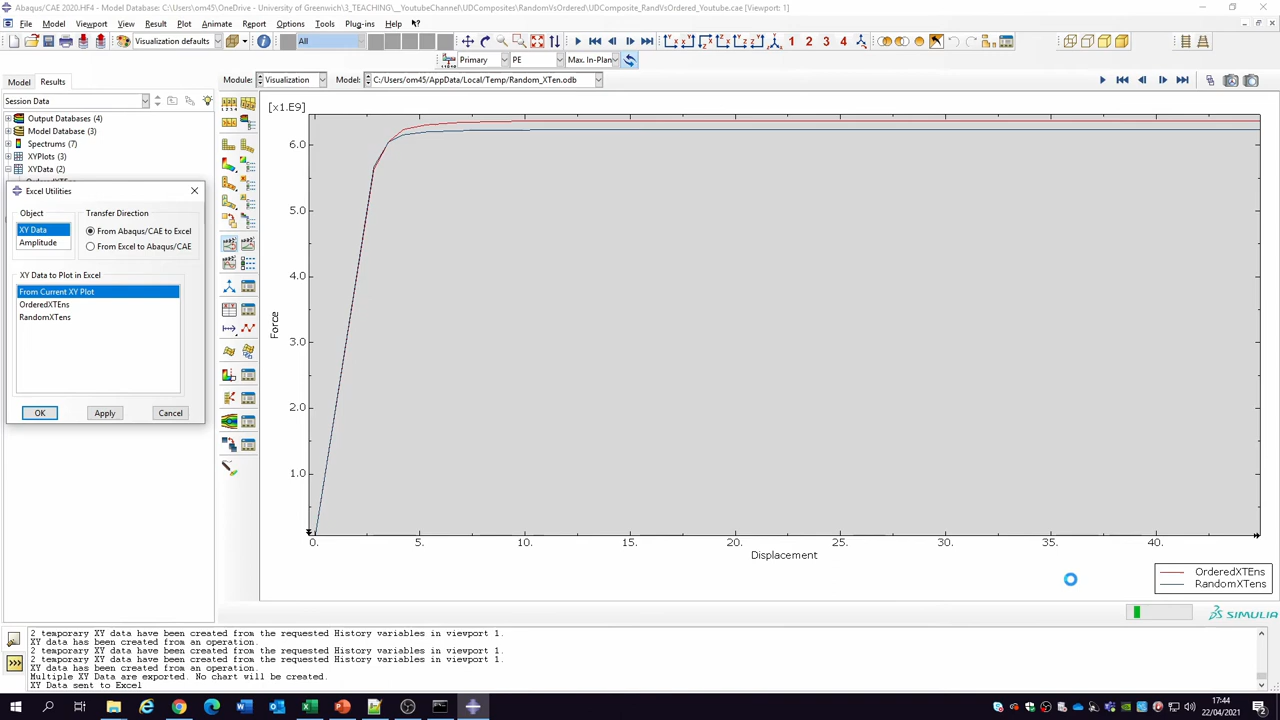 Abaqus/CAE 2020.HF4 - Model Database: C:\Users\om45\OneDrive - University of Greenwich\3_TEACHING\__YoutubeChannel\UDComposites\RandomVsOrdered\UDComposite_RandVsOrdered_Youtube.cae [Viewport: 1]
File Model Viewport View Result Plot Animate Report Options Tools Plug-ins Help
Visualization defaults All 1 2 3 4
Primary PE Max. In-Plan
Model Results Module: Visualization Model: C:/Users/om45/AppData/Local/Temp/Random_XTen.odb
Session Data
Output Databases (4)
Model Database (3)
Spectrums (7)
XYPlots (3)
XYData (2)
Excel Utilities
Object Transfer Direction
XY Data From Abaqus/CAE to Excel
Amplitude From Excel to Abaqus/CAE
XY Data to Plot in Excel
From Current XY Plot
OrderedXTEns
RandomXTens
OK Apply Cancel
[x1.E9]
6.0
5.0
4.0
3.0
2.0
1.0
Force
0. 5. 10. 15. 20. 25. 30. 35. 40.
Displacement
OrderedXTEns
RandomXTens
SIMULIA
2 temporary XY data have been created from the requested History variables in viewport 1.
XY data has been created from an operation.
2 temporary XY data have been created from the requested History variables in viewport 1.
2 temporary XY data have been created from the requested History variables in viewport 1.
XY data has been created from an operation.
Multiple XY Data are exported. No chart will be created.
XY Data sent to Excel
17:44
22/04/2021